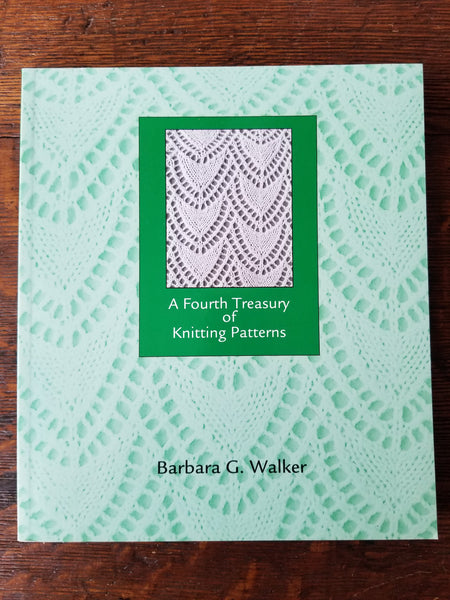 A Fourth Treasury
of
Knitting Patterns
Barbara G. Walker